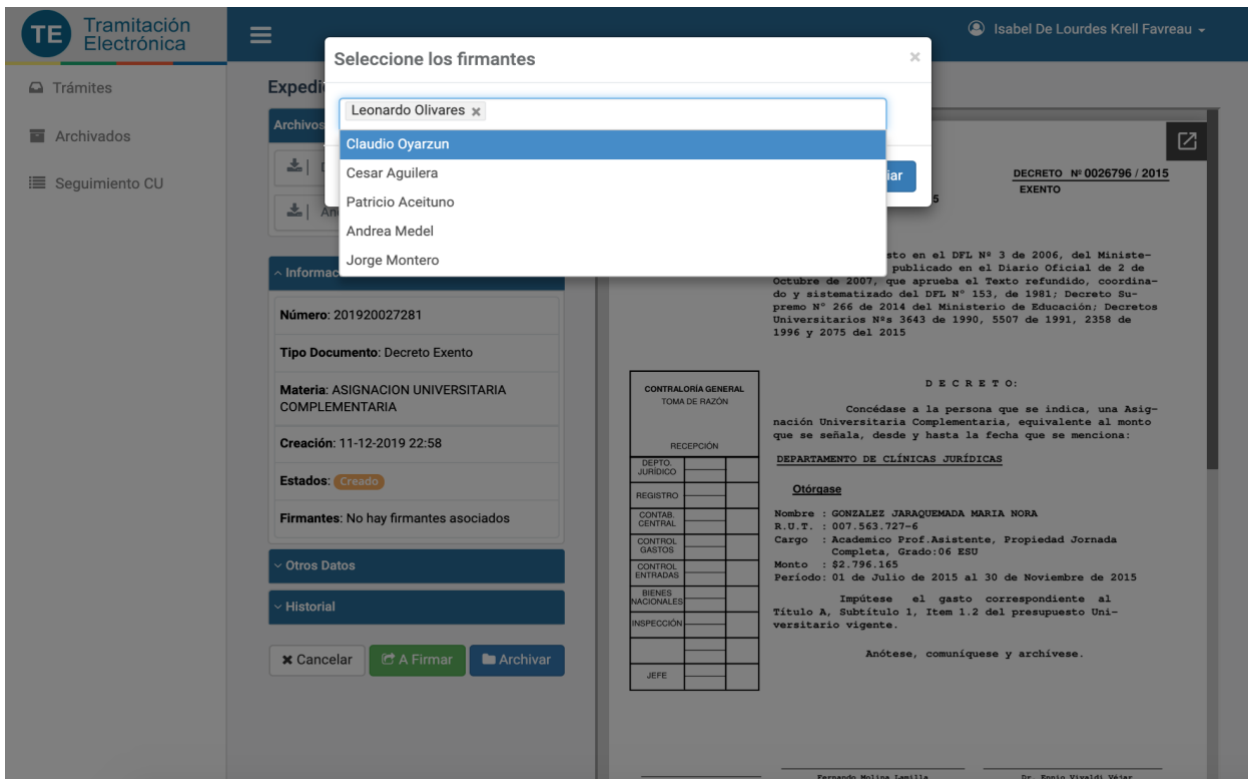 TE Tramitación
Electrónica
Isabel De Lourdes Krell Favreau
Trámites
Archivados
Seguimiento CU
Seleccione los firmantes
×
Leonardo Olivares ×
Claudio Oyarzun
Cesar Aguilera
Patricio Aceituno
Andrea Medel
Jorge Montero
Número: 201920027281
Tipo Documento: Decreto Exento
Materia: ASIGNACION UNIVERSITARIA
COMPLEMENTARIA
Creación: 11-12-2019 22:58
Estados: Creado
Firmantes: No hay firmantes asociados
Otros Datos
Historial
Cancelar
A Firmar
Archivar
DECRETO Nº 0026796 / 2015
EXENTO
5
en el DFL Nº 3 de 2006, del Ministe-
publicado en el Diario Oficial de 2 de
Octubre de 2007, que aprueba el Texto refundido, coordina-
do y sistematizado del DFL N° 153, de 1981; Decreto Su-
premo N° 266 de 2014 del Ministerio de Educación; Decretos
Universitarios Nºs 3643 de 1990, 5507 de 1991, 2358 de
1996 y 2075 del 2015
D E C R E T O:
Concédase a la persona que se indica, una Asig-
nación Universitaria Complementaria, equivalente al monto
que se señala, desde y hasta la fecha que se menciona:
DEPARTAMENTO DE CLÍNICAS JURÍDICAS
Otórgase
Nombre : GONZALEZ JARAQUEMADA MARIA NORA
R.U.T. : 007.563.727-6
Cargo : Academico Prof.Asistente, Propiedad Jornada
Completa, Grado:06 ESU
Monto : $2.796.165
Período: 01 de Julio de 2015 al 30 de Noviembre de 2015
Impútese el gasto correspondiente al
Título A, Subtítulo 1, Item 1.2 del presupuesto Uni-
versitario vigente.
Anótese, comuníquese y archívese.
CONTRALORÍA GENERAL
TOMA DE RAZÓN
RECEPCIÓN
DEPTO.
JURÍDICO
REGISTRO
CONTAB.
CENTRAL
CONTROL
GASTOS
CONTROL
ENTRADAS
BIENES
NACIONALES
INSPECCIÓN
JEFE
Fernando Molina Lamilla
Dr. Ennio Vivaldi Véjar